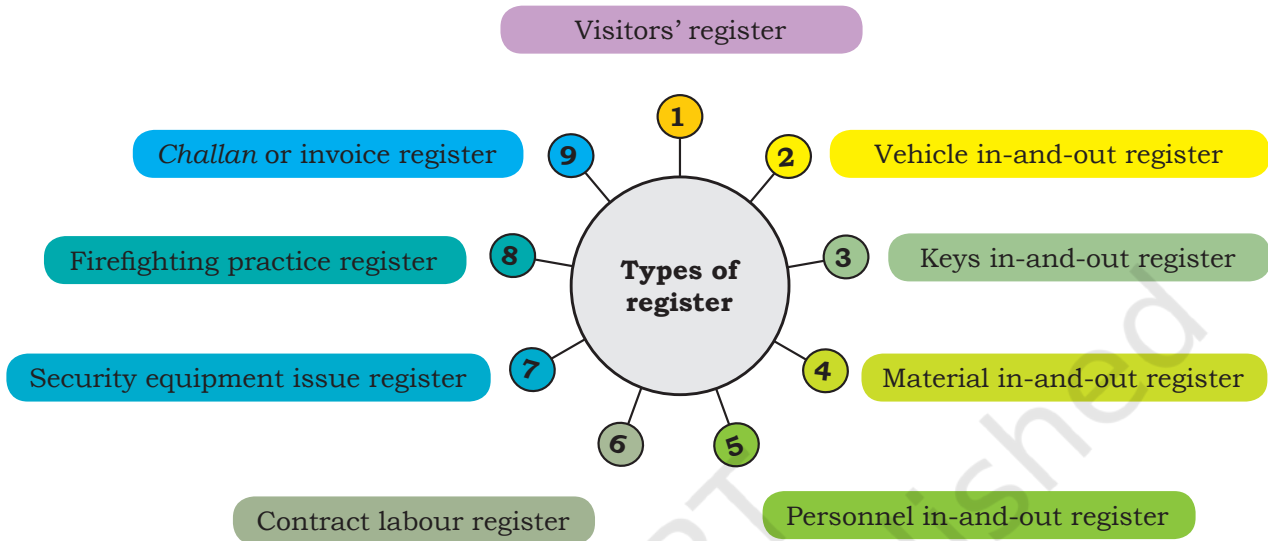 Visitors’ register
1
Challan or invoice register
9
2
Vehicle in-and-out register
Firefighting practice register
8
3
Keys in-and-out register
Types of
register
Security equipment issue register
7
4
Material in-and-out register
6
5
Contract labour register
Personnel in-and-out register